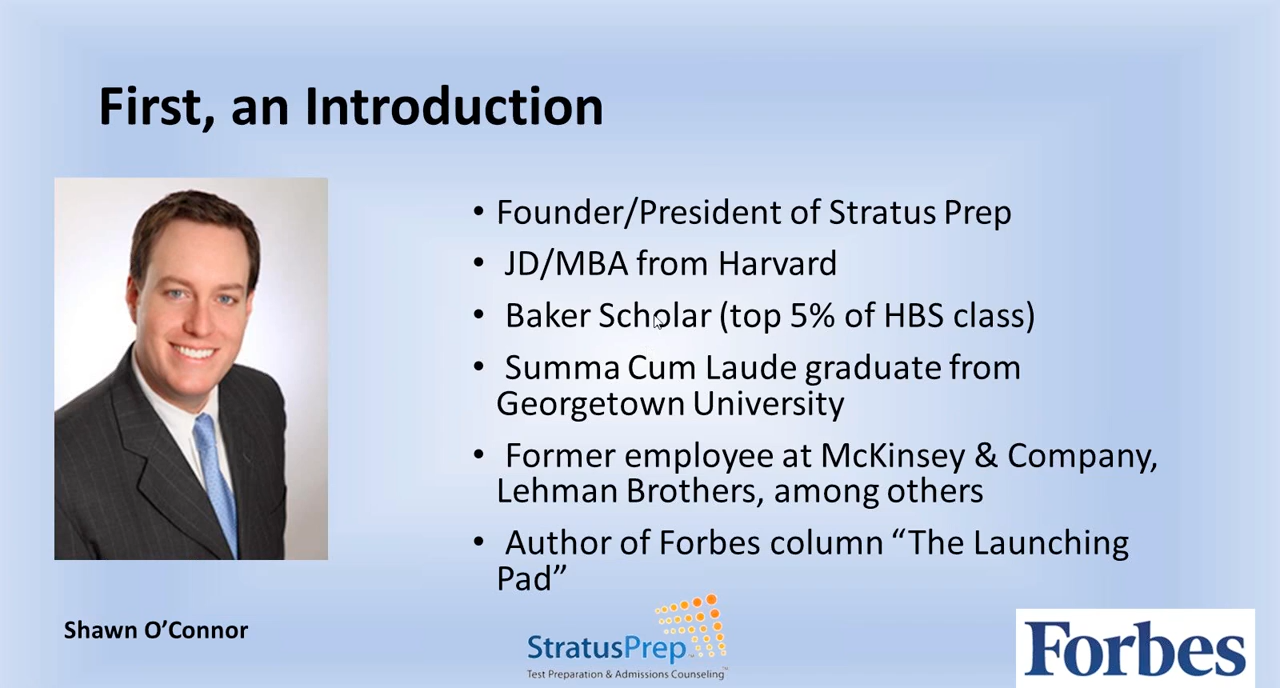 First, an Introduction
• Founder/President of Stratus Prep
• JD/MBA from Harvard
• Baker Scholar (top 5% of HBS class)
• Summa Cum Laude graduate from
Georgetown University
• Former employee at McKinsey & Company,
Lehman Brothers, among others
• Author of Forbes column “The Launching
Pad”
Shawn O’Connor
StratusPrep™
Test Preparation & Admissions Counseling™
Forbes